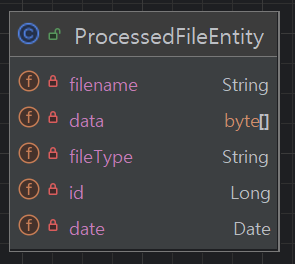 C ProcessedFileEntity
f filename String
f data byte[]
f fileType String
f id Long
f date Date